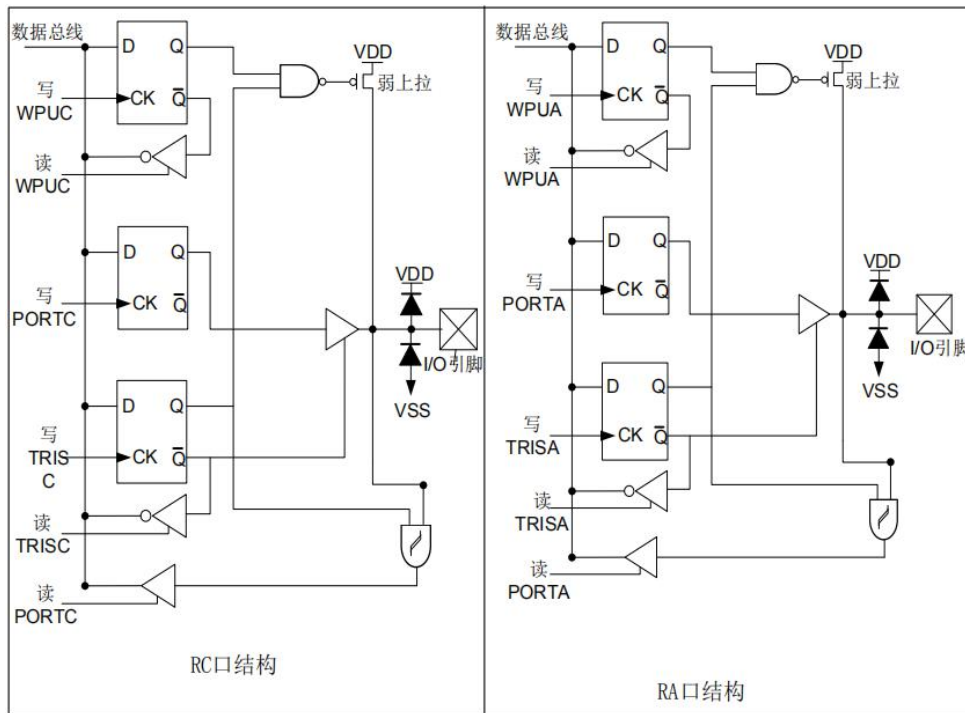 数据总线
D
Q
VDD
弱上拉
写
WPUC
CK
Q̅
读
WPUC
D
Q
写
PORTC
CK
Q̅
VDD
I/O引脚
VSS
D
Q
写
TRIS
C
CK
Q̅
读
TRISC
读
PORTC
RC口结构
数据总线
D
Q
VDD
弱上拉
写
WPUA
CK
Q̅
读
WPUA
D
Q
写
PORTA
CK
Q̅
VDD
I/O引脚
VSS
D
Q
写
TRISA
CK
Q̅
读
TRISA
读
PORTA
RA口结构